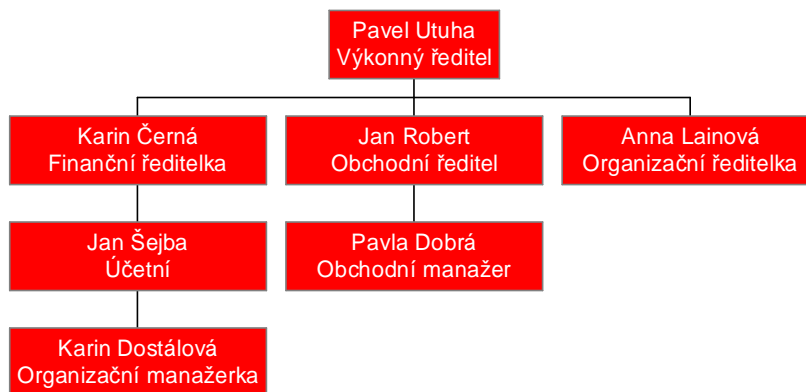 Pavel Utuha
Výkonný ředitel
Karin Černá
Finanční ředitelka
Jan Robert
Obchodní ředitel
Anna Lainová
Organizační ředitelka
Jan Šejba
Účetní
Pavla Dobrá
Obchodní manažer
Karin Dostálová
Organizační manažerka